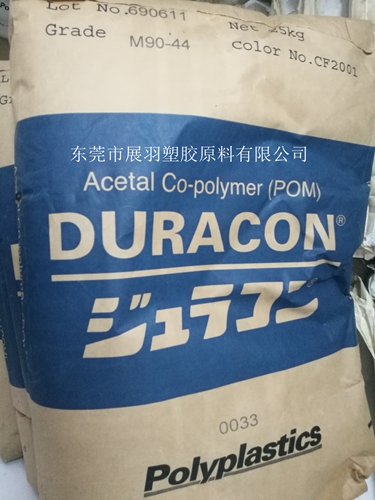 Lot No.690611 Net 25kg
Grade M90-44 Color No.CF2001
东莞市展羽塑胶原料有限公司
Acetal Co-polymer (POM)
DURACON®
ジュラコン
0033
Polyplastics